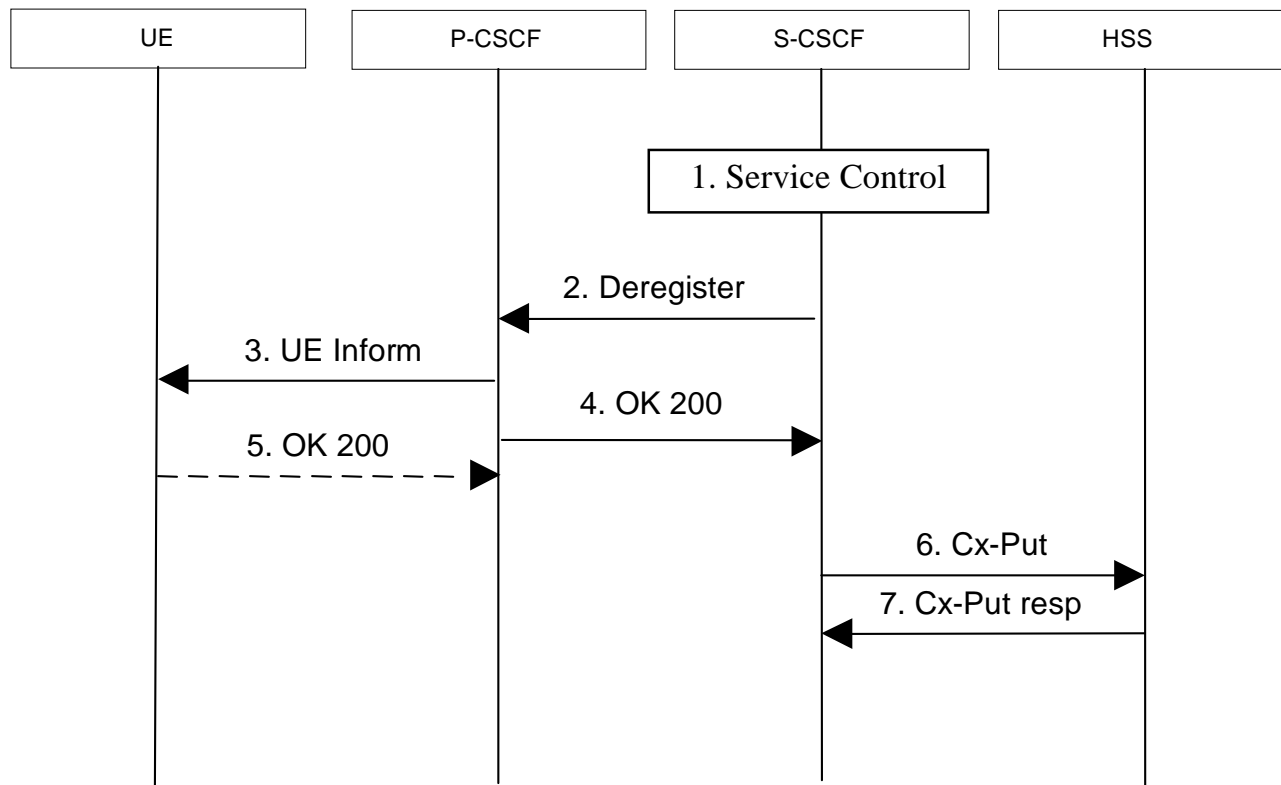 UE
P-CSCF
S-CSCF
HSS
1. Service Control
2. Deregister
3. UE Inform
4. OK 200
5. OK 200
6. Cx-Put
7. Cx-Put resp